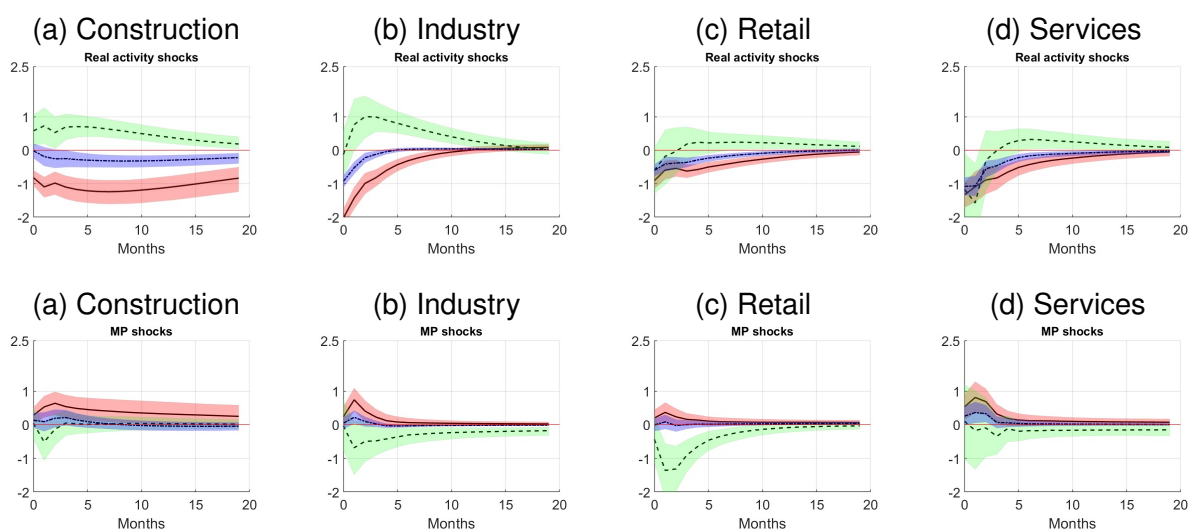 (a) Construction (b) Industry (c) Retail (d) Services
Real activity shocks Real activity shocks Real activity shocks Real activity shocks
2.5 2.5 2.5 2.5
1 1 1 1
0 0 0 0
-1 -1 -1 -1
-2 -2 -2 -2
0 5 10 15 20 0 5 10 15 20 0 5 10 15 20 0 5 10 15 20
Months Months Months Months
(a) Construction (b) Industry (c) Retail (d) Services
MP shocks MP shocks MP shocks MP shocks
2.5 2.5 2.5 2.5
1 1 1 1
0 0 0 0
-1 -1 -1 -1
-2 -2 -2 -2
0 5 10 15 20 0 5 10 15 20 0 5 10 15 20 0 5 10 15 20
Months Months Months Months